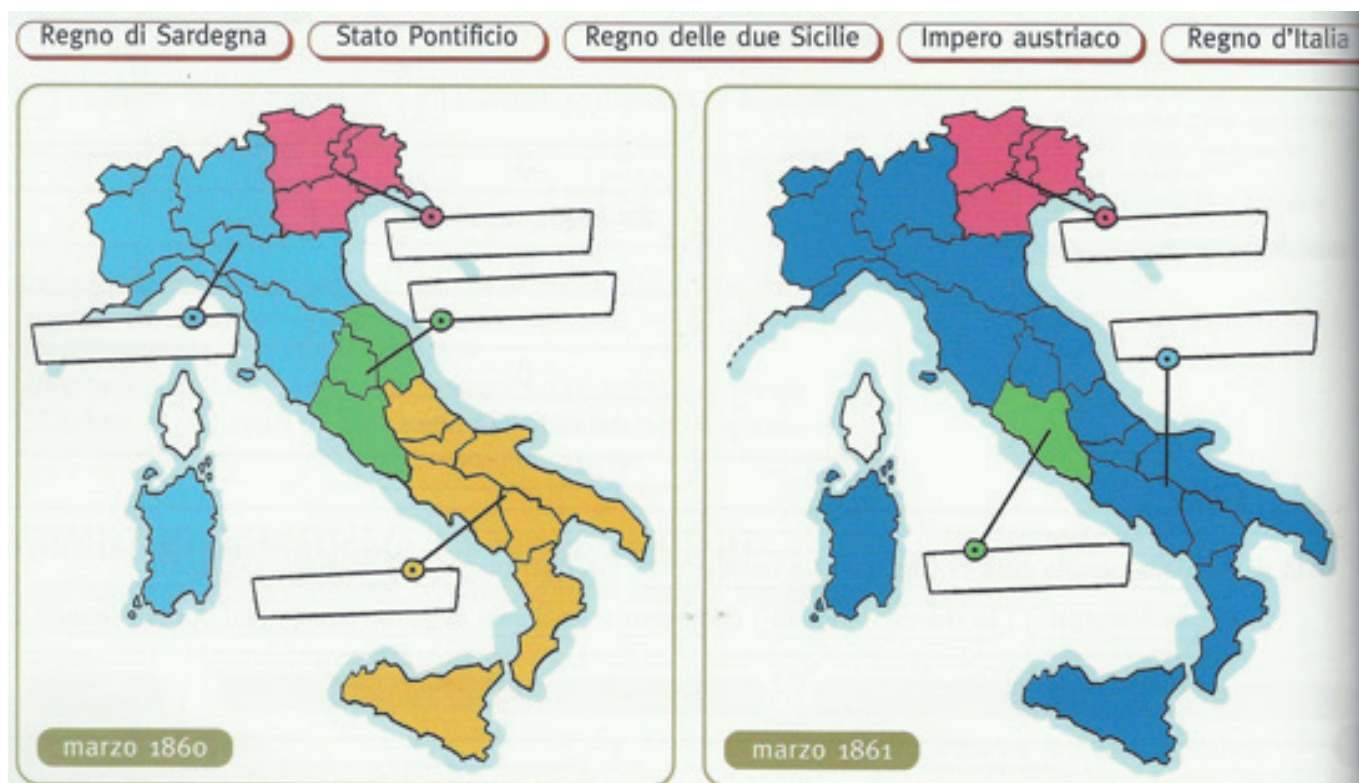 Regno di Sardegna
Stato Pontificio
Regno delle due Sicilie
Impero austriaco
Regno d'Italia
marzo 1860
marzo 1861